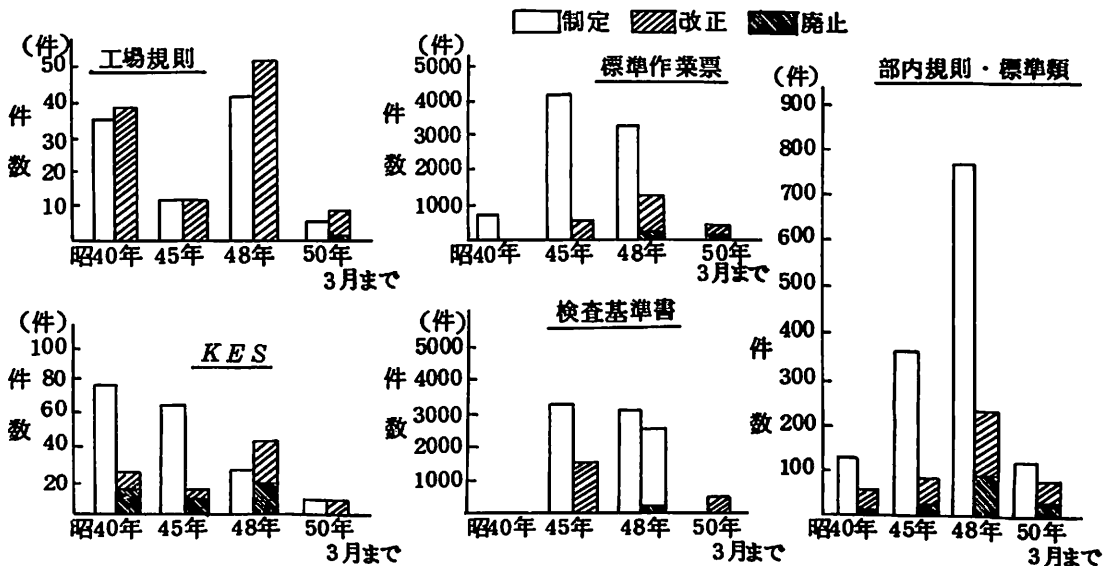 制定 改正 廃止
工場規則
(件)
件数
50
40
30
20
10
昭40年 45年 48年 50年
3月まで
標準作業票
(件)
件数
5000
4000
3000
2000
1000
昭40年 45年 48年 50年
3月まで
部内規則・標準類
(件)
件数
900
800
700
600
500
400
300
200
100
昭40年 45年 48年 50年
3月まで
KES
(件)
件数
100
80
60
40
20
昭40年 45年 48年 50年
3月まで
検査基準書
(件)
件数
5000
4000
3000
2000
1000
昭40年 45年 48年 50年
3月まで